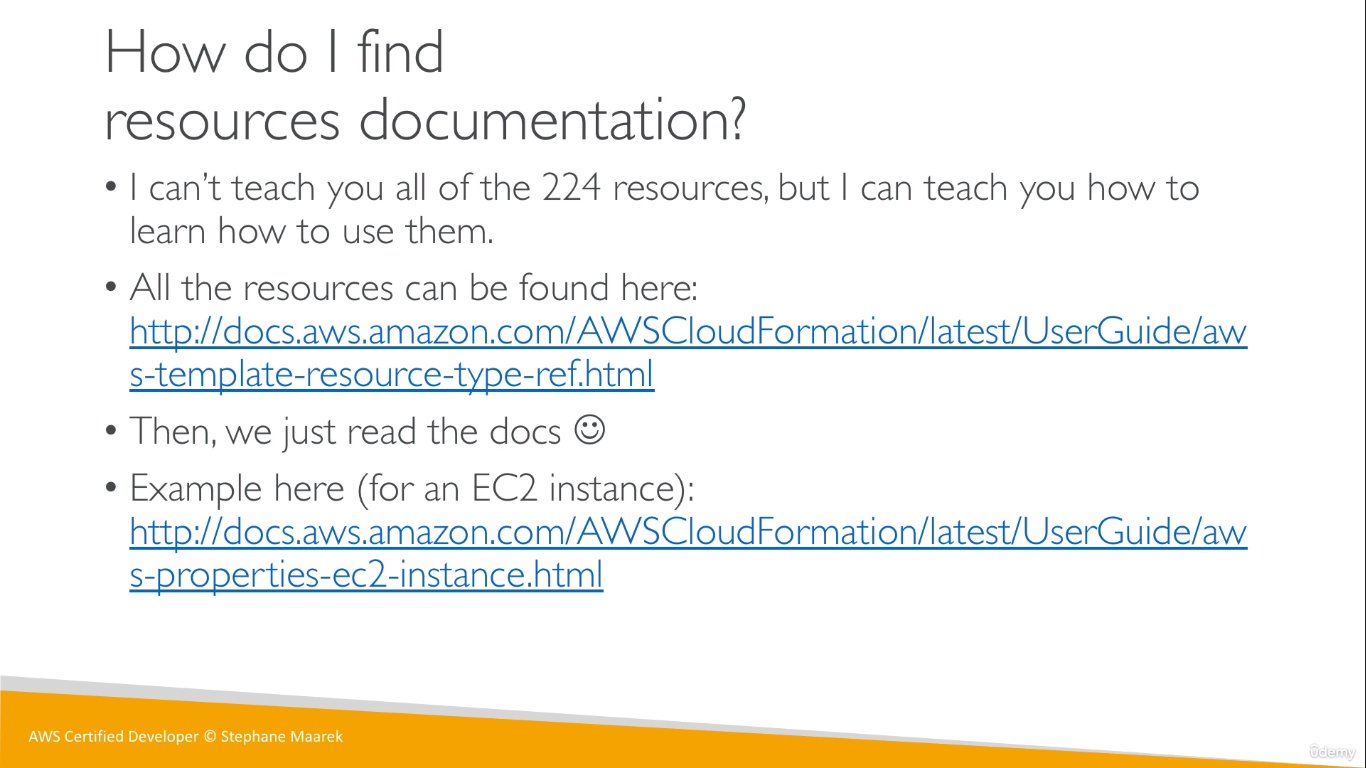 How do I find
resources documentation?
• I can’t teach you all of the 224 resources, but I can teach you how to
learn how to use them.
• All the resources can be found here:
http://docs.aws.amazon.com/AWSCloudFormation/latest/UserGuide/aw
s-template-resource-type-ref.html
• Then, we just read the docs ☺
• Example here (for an EC2 instance):
http://docs.aws.amazon.com/AWSCloudFormation/latest/UserGuide/aw
s-properties-ec2-instance.html
AWS Certified Developer © Stephane Maarek
ûdemy